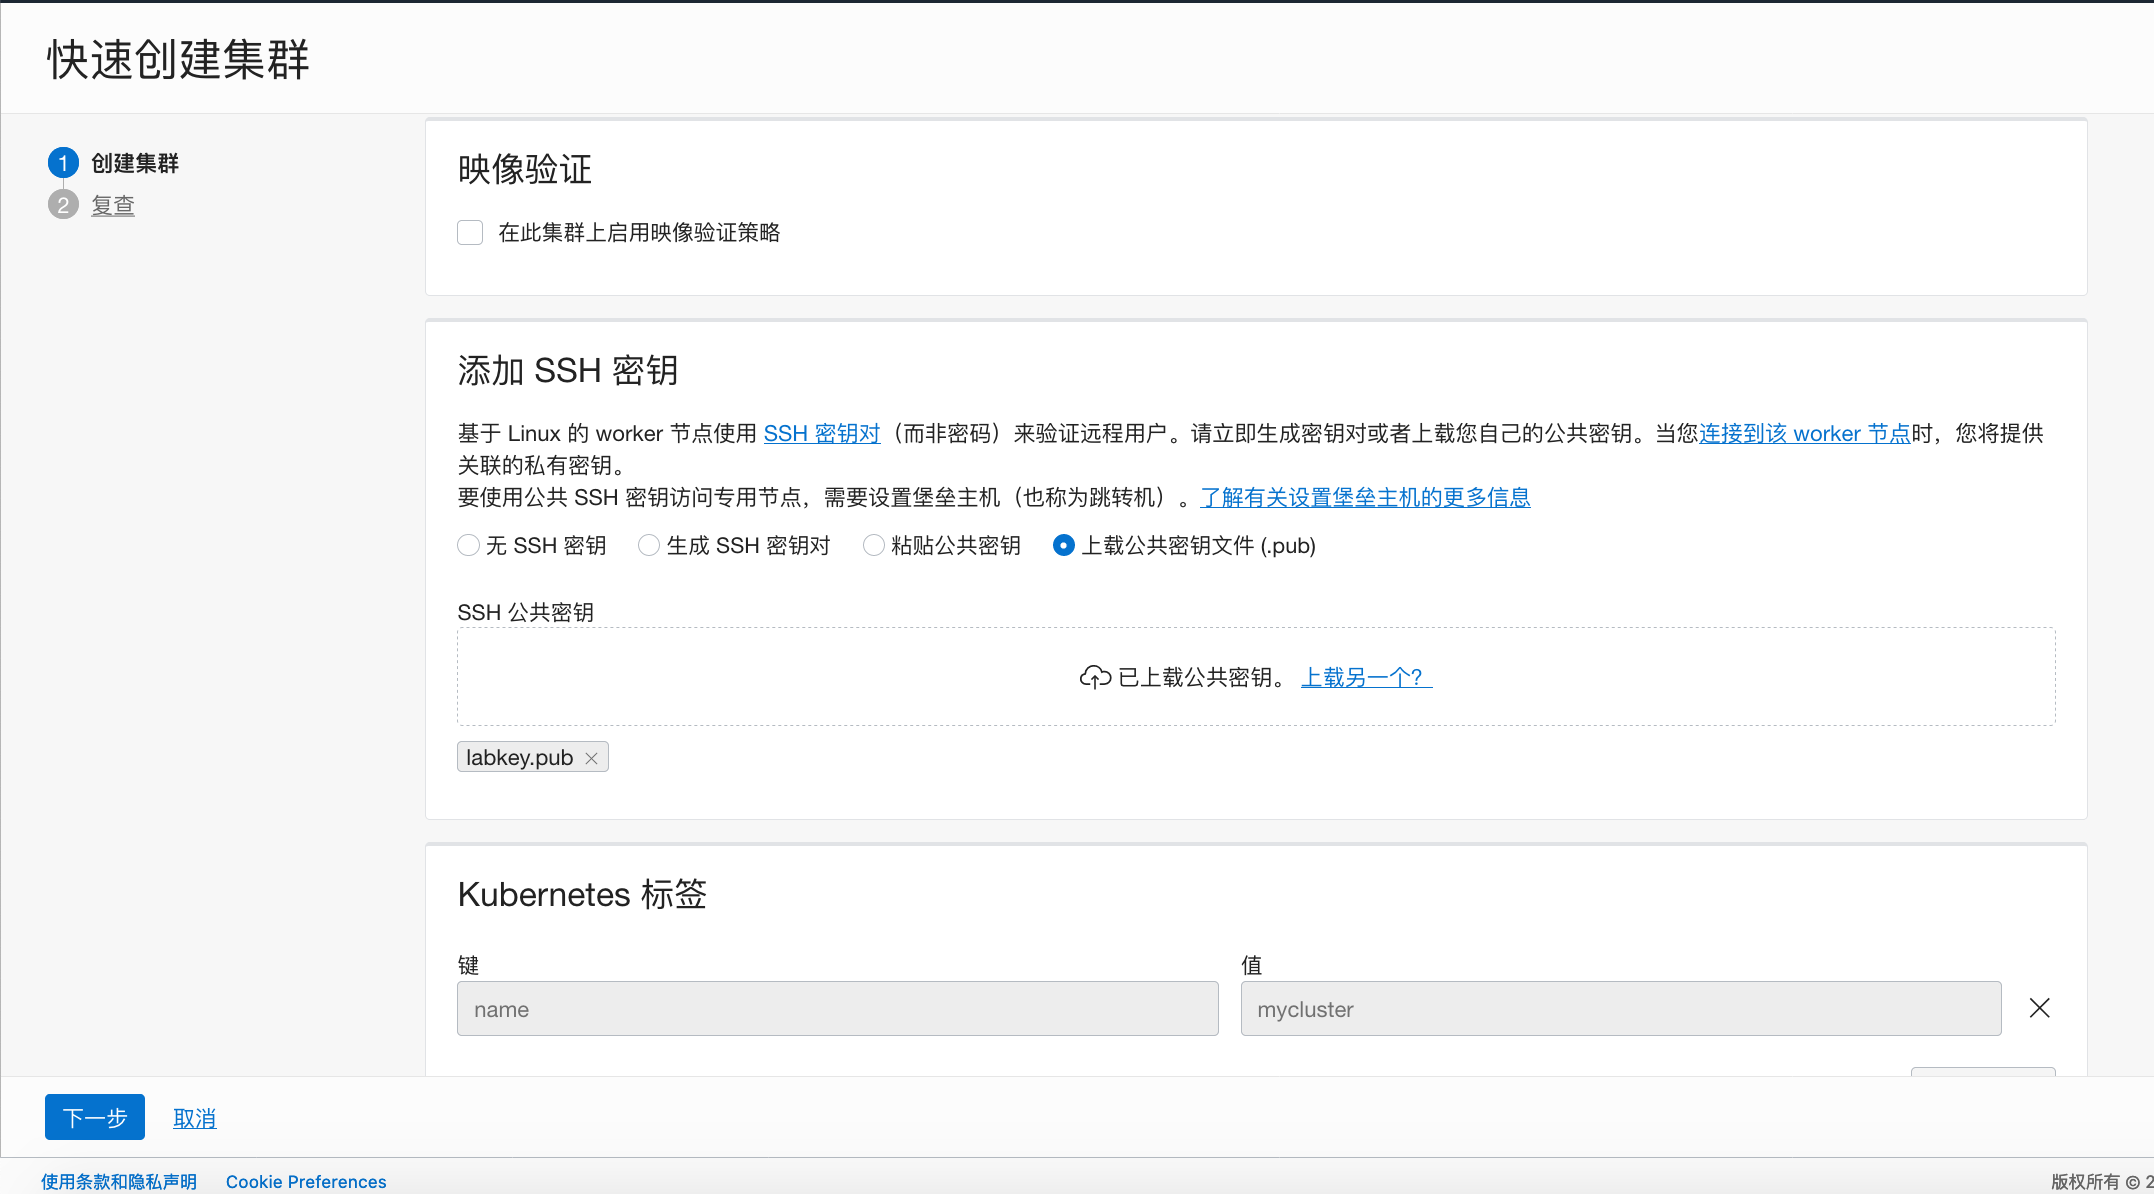 快速创建集群
1 创建集群
2 复查
映像验证
在此集群上启用映像验证策略
添加 SSH 密钥
基于 Linux 的 worker 节点使用 SSH 密钥对（而非密码）来验证远程用户。请立即生成密钥对或者上载您自己的公共密钥。当您连接到该 worker 节点时，您将提供
关联的私有密钥。
要使用公共 SSH 密钥访问专用节点，需要设置堡垒主机（也称为跳转机）。了解有关设置堡垒主机的更多信息
无 SSH 密钥 生成 SSH 密钥对 粘贴公共密钥 上载公共密钥文件 (.pub)
SSH 公共密钥
已上载公共密钥。 上载另一个？
labkey.pub
Kubernetes 标签
键 值
name mycluster
下一步 取消
使用条款和隐私声明 Cookie Preferences 版权所有 © 2